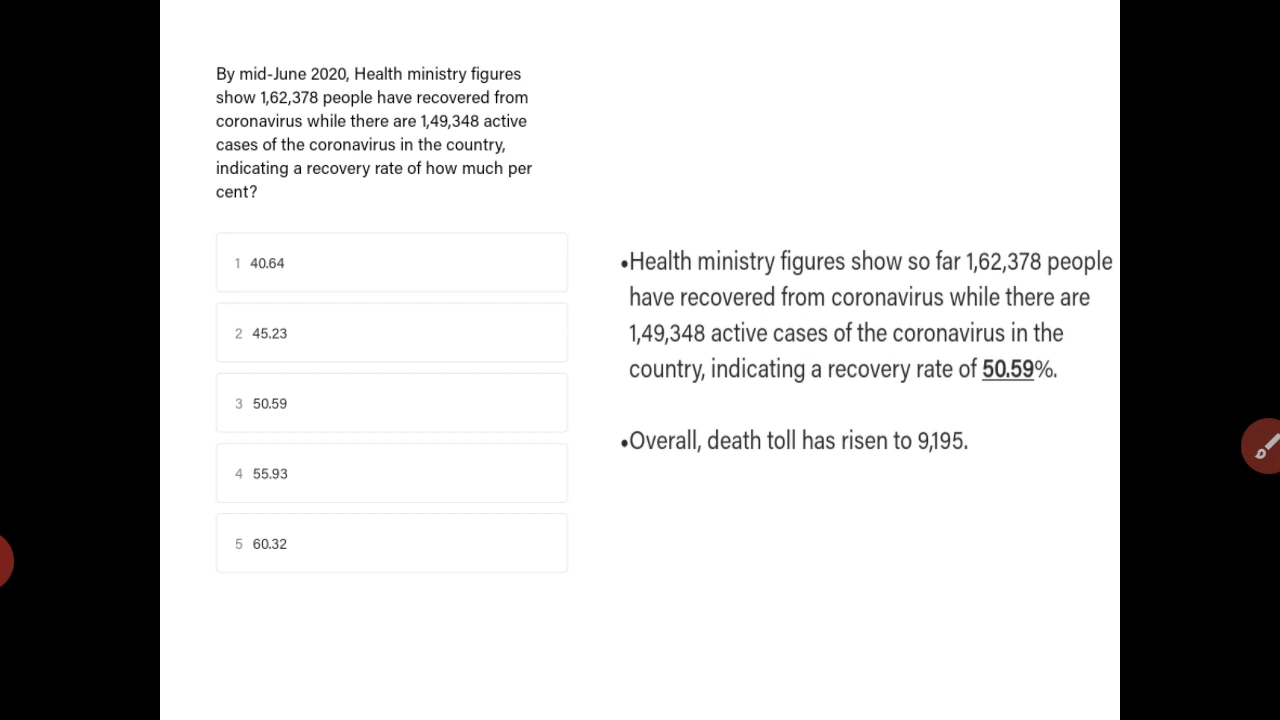 By mid-June 2020, Health ministry figures
show 1,62,378 people have recovered from
coronavirus while there are 1,49,348 active
cases of the coronavirus in the country,
indicating a recovery rate of how much per
cent?
1 40.64
2 45.23
3 50.59
4 55.93
5 60.32
•Health ministry figures show so far 1,62,378 people
have recovered from coronavirus while there are
1,49,348 active cases of the coronavirus in the
country, indicating a recovery rate of 50.59%.
•Overall, death toll has risen to 9,195.